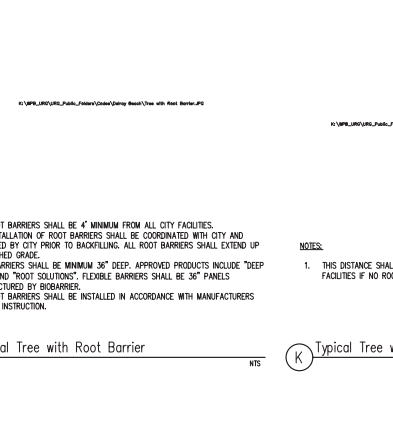 K:\WPB_URG\URG_Public_Folders\Codes\Delray Beach\Tree with Root Barrier.JPG
K:\WPB_URG\URG_Public_F
T BARRIERS SHALL BE 4' MINIMUM FROM ALL CITY FACILITIES.
TALLATION OF ROOT BARRIERS SHALL BE COORDINATED WITH CITY AND
ED BY CITY PRIOR TO BACKFILLING. ALL ROOT BARRIERS SHALL EXTEND UP
HED GRADE.
ARRIERS SHALL BE MINIMUM 36" DEEP. APPROVED PRODUCTS INCLUDE "DEEP
ND "ROOT SOLUTIONS". FLEXIBLE BARRIERS SHALL BE 36" PANELS
CTURED BY BIOBARRIER.
T BARRIERS SHALL BE INSTALLED IN ACCORDANCE WITH MANUFACTURERS
INSTRUCTION.
al Tree with Root Barrier
NTS
NOTES:
1. THIS DISTANCE SHAL
FACILITIES IF NO ROO
K Typical Tree w